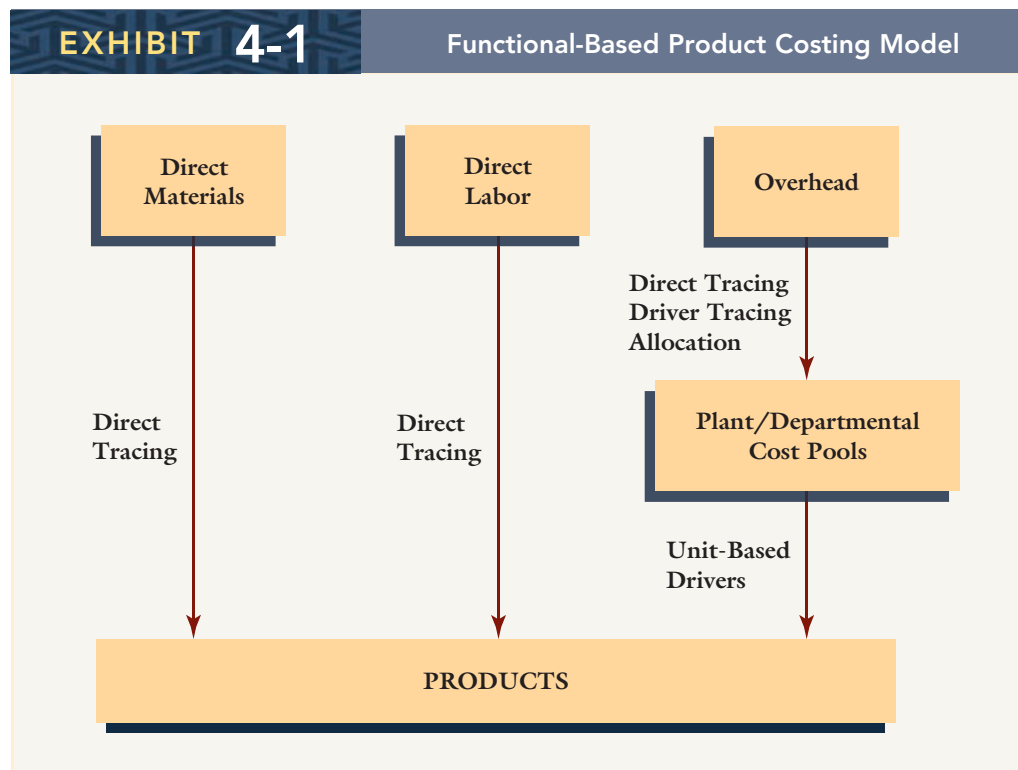 EXHIBIT 4-1
Functional-Based Product Costing Model
Direct
Materials
Direct
Labor
Overhead
Direct Tracing
Driver Tracing
Allocation
Direct
Tracing
Direct
Tracing
Plant/Departmental
Cost Pools
Unit-Based
Drivers
PRODUCTS